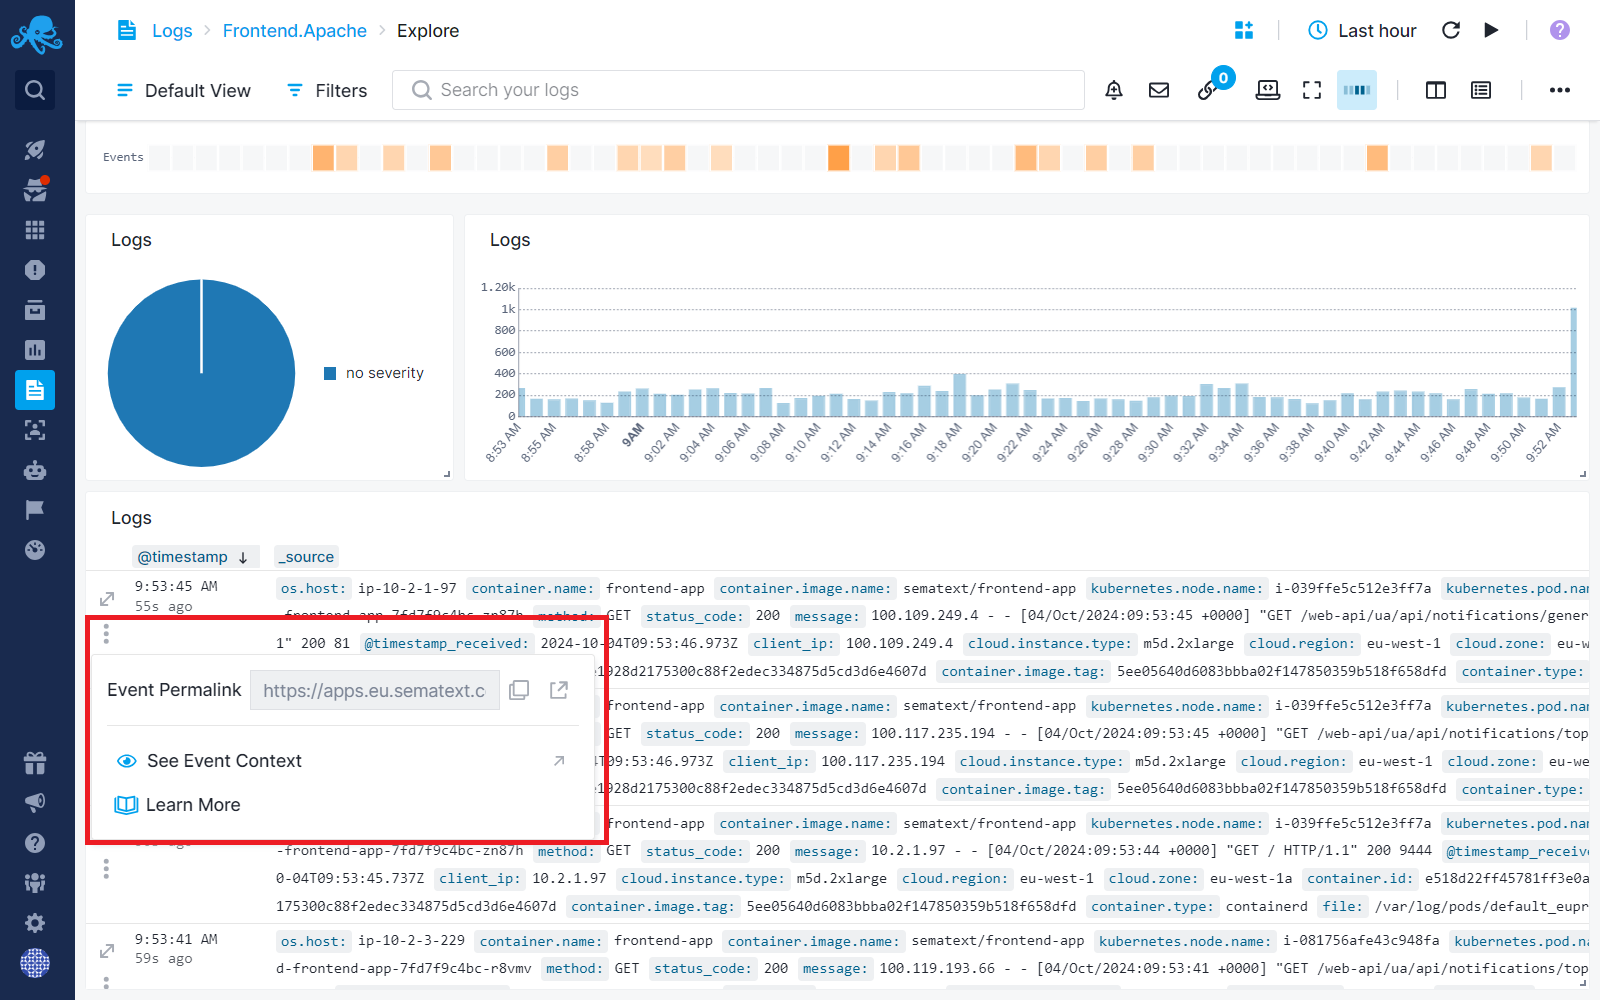 Logs > Frontend.Apache > Explore
Last hour
Default View Filters Search your logs 0
Events
Logs
no severity
Logs
1.20k
1k
800
600
400
200
0
8:53 AM 8:55 AM 8:58 AM 9AM 9:02 AM 9:04 AM 9:06 AM 9:08 AM 9:10 AM 9:12 AM 9:14 AM 9:16 AM 9:18 AM 9:20 AM 9:22 AM 9:24 AM 9:26 AM 9:28 AM 9:30 AM 9:32 AM 9:34 AM 9:36 AM 9:38 AM 9:40 AM 9:42 AM 9:44 AM 9:46 AM 9:48 AM 9:50 AM 9:52 AM
Logs
@timestamp ↓ _source
9:53:45 AM
55s ago
os.host: ip-10-2-1-97 container.name: frontend-app container.image.name: sematext/frontend-app kubernetes.node.name: i-039ffe5c512e3ff7a kubernetes.pod.nam
-frontend-app-7fd7f9c4bc-zn87h method: GET status_code: 200 message: 100.109.249.4 - - [04/Oct/2024:09:53:45 +0000] "GET /web-api/ua/api/notifications/gener
1" 200 81 @timestamp_received: 2024-10-04T09:53:46.973Z client_ip: 100.109.249.4 cloud.instance.type: m5d.2xlarge cloud.region: eu-west-1 cloud.zone: eu-w
1928d2175300c88f2edec334875d5cd3d6e4607d container.image.tag: 5ee05640d6083bbba02f147850359b518f658dfd container.type:
Event Permalink https://apps.eu.sematext.c
See Event Context
Learn More
frontend-app container.image.name: sematext/frontend-app kubernetes.node.name: i-039ffe5c512e3ff7a kubernetes.pod.nam
GET status_code: 200 message: 100.117.235.194 - - [04/Oct/2024:09:53:45 +0000] "GET /web-api/ua/api/notifications/top
T09:53:46.973Z client_ip: 100.117.235.194 cloud.instance.type: m5d.2xlarge cloud.region: eu-west-1 cloud.zone: eu-we
1928d2175300c88f2edec334875d5cd3d6e4607d container.image.tag: 5ee05640d6083bbba02f147850359b518f658dfd container.type:
frontend-app container.image.name: sematext/frontend-app kubernetes.node.name: i-039ffe5c512e3ff7a kubernetes.pod.nam
-frontend-app-7fd7f9c4bc-zn87h method: GET status_code: 200 message: 10.2.1.97 - - [04/Oct/2024:09:53:44 +0000] "GET / HTTP/1.1" 200 9444 @timestamp_receive
0-04T09:53:45.737Z client_ip: 10.2.1.97 cloud.instance.type: m5d.2xlarge cloud.region: eu-west-1 cloud.zone: eu-west-1a container.id: e518d22ff45781ff3e0a
175300c88f2edec334875d5cd3d6e4607d container.image.tag: 5ee05640d6083bbba02f147850359b518f658dfd container.type: containerd file: /var/log/pods/default_eupr
9:53:41 AM
59s ago
os.host: ip-10-2-3-229 container.name: frontend-app container.image.name: sematext/frontend-app kubernetes.node.name: i-081756afe43c948fa kubernetes.pod.na
d-frontend-app-7fd7f9c4bc-r8vmv method: GET status_code: 200 message: 100.119.193.66 - - [04/Oct/2024:09:53:41 +0000] "GET /web-api/ua/api/notifications/top